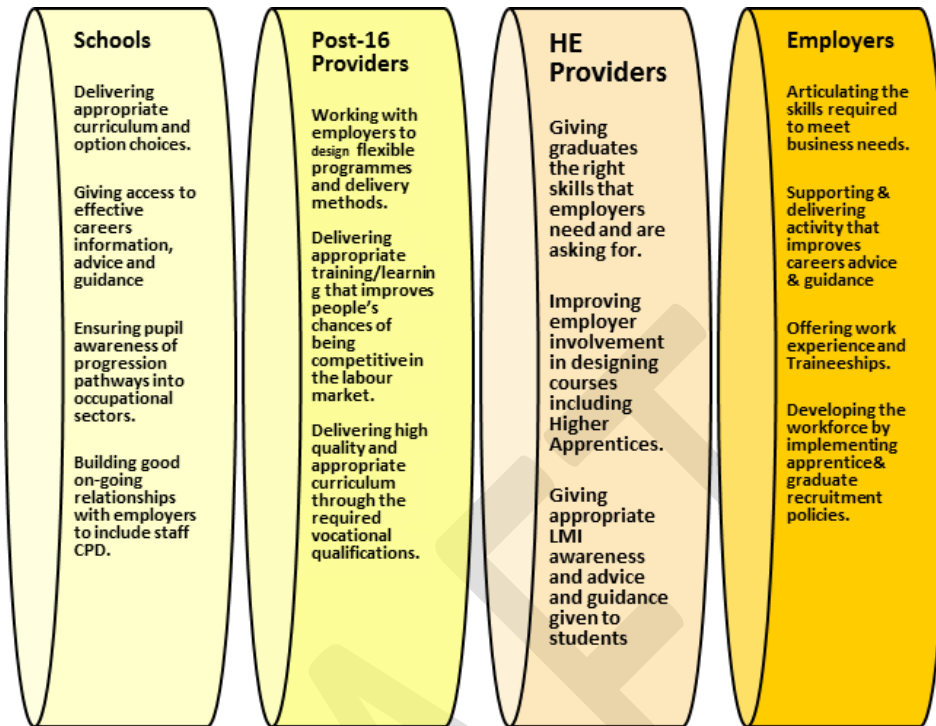 Schools
Delivering
appropriate
curriculum and
option choices.
Giving access to
effective
careers
information,
advice and
guidance
Ensuring pupil
awareness of
progression
pathways into
occupational
sectors.
Building good
on-going
relationships
with employers
to include staff
CPD.
Post-16
Providers
Working with
employers to
design flexible
programmes
and delivery
methods.
Delivering
appropriate
training/learnin
g that improves
people's
chances of
being
competitive in
the labour
market.
Delivering high
quality and
appropriate
curriculum
through the
required
vocational
qualifications.
HE
Providers
Giving
graduates
the right
skills that
employers
need and are
asking for.
Improving
employer
involvement
in designing
courses
including
Higher
Apprentices.
Giving
appropriate
LMI
awareness
and advice
and guidance
given to
students
Employers
Articulating the
skills required
to meet
business needs.
Supporting &
delivering
activity that
improves
careers advice
& guidance
Offering work
experience and
Traineeships.
Developing the
workforce by
implementing
apprentice&
graduate
recruitment
policies.